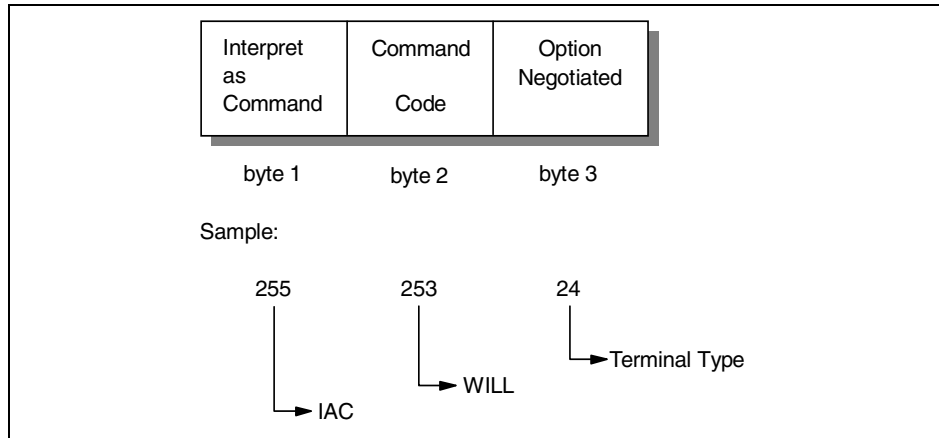 Interpret
as
Command
Command
Code
Option
Negotiated
byte 1
byte 2
byte 3
Sample:
255
253
24
Terminal Type
WILL
IAC